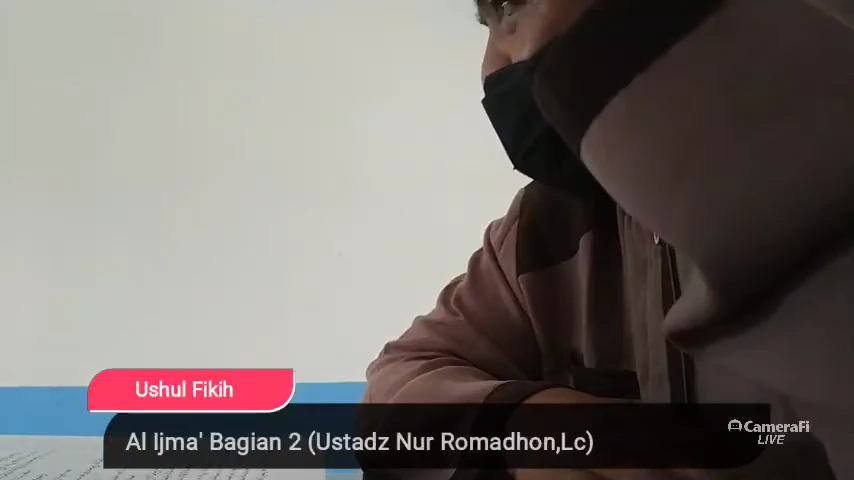 Ushul Fikih
Al Ijma' Bagian 2 (Ustadz Nur Romadhon,Lc)
CameraFi
LIVE